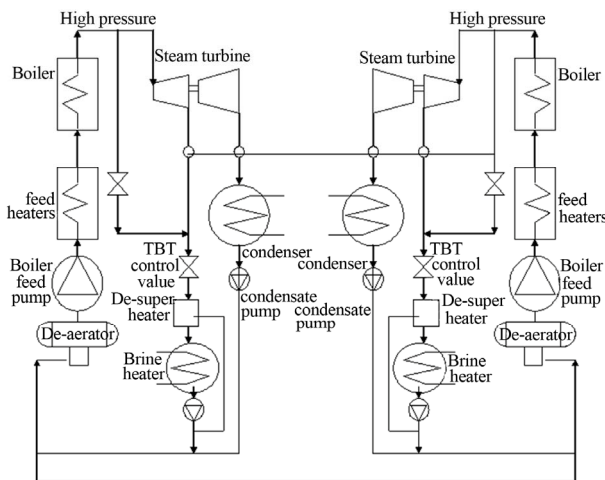 High pressure
High pressure
Steam turbine
Steam turbine
Boiler
Boiler
feed
heaters
feed
heaters
TBT
control
value
condenser
condenser
TBT
control
value
Boiler
feed
pump
Boiler
feed
pump
De-super
heater
condensate
pump
condensate
pump
De-super
heater
De-aerator
De-aerator
Brine
heater
Brine
heater